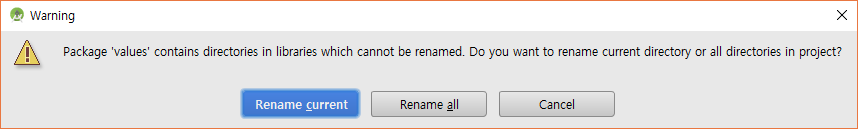 Warning
Package 'values' contains directories in libraries which cannot be renamed. Do you want to rename current directory or all directories in project?
Rename current
Rename all
Cancel